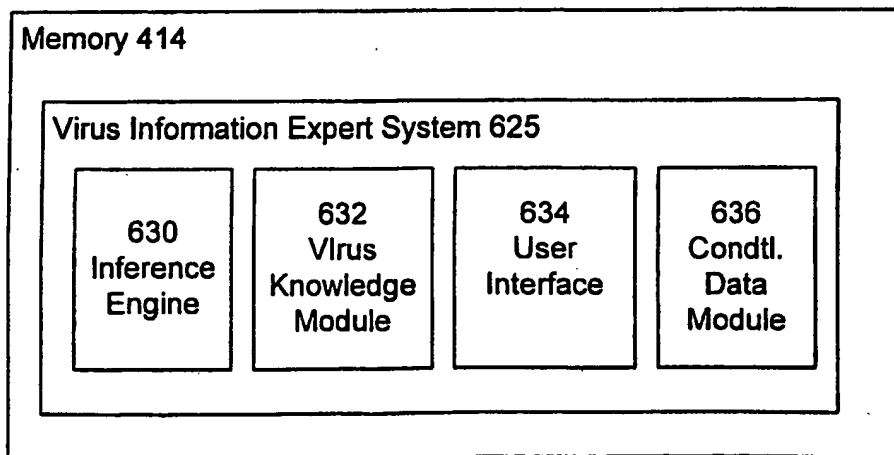 Memory 414
Virus Information Expert System 625
630
Inference
Engine
632
VIrus
Knowledge
Module
634
User
Interface
636
Condtl.
Data
Module